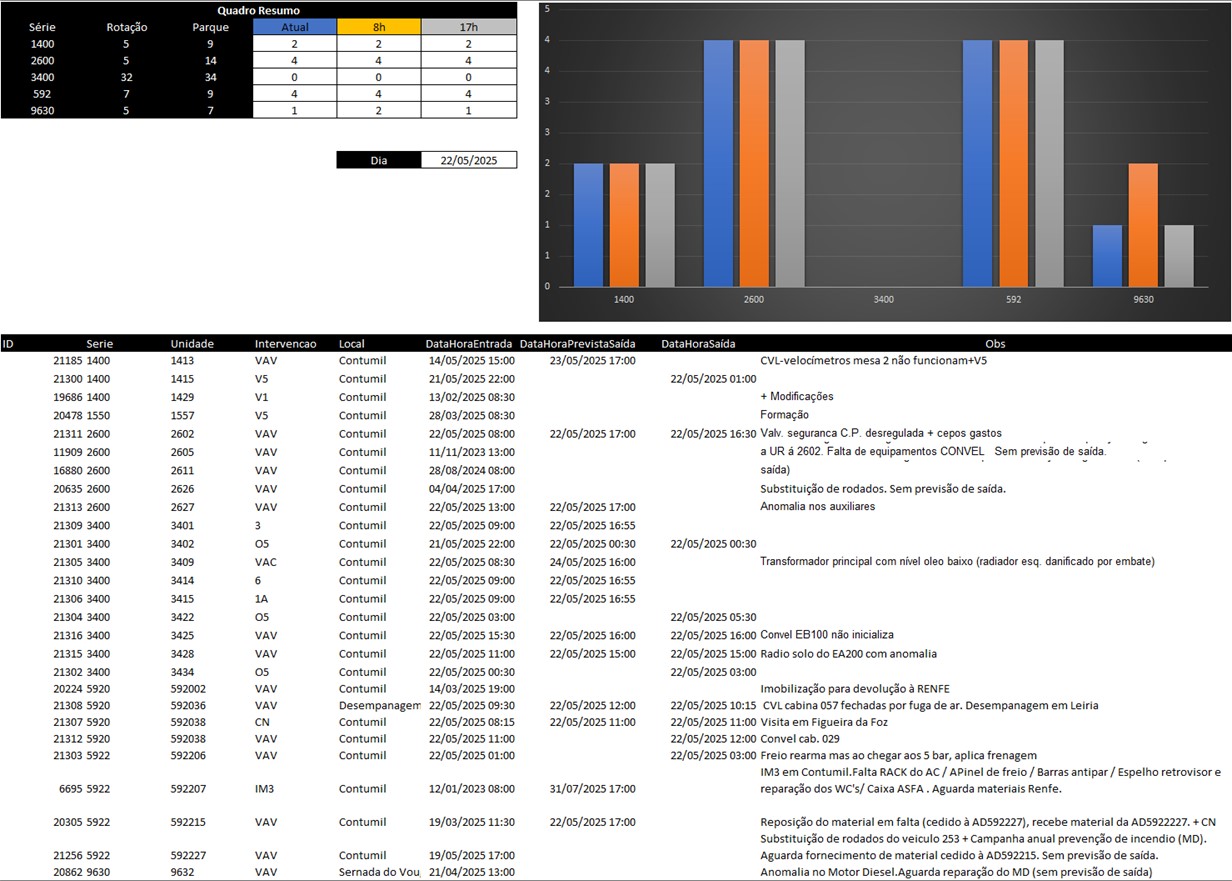 Quadro Resumo
Série Rotação Parque Atual 8h 17h
1400 5 9 2 2 2
2600 5 14 4 4 4
3400 32 34 0 0 0
592 7 9 4 4 4
9630 5 7 1 2 1
Dia 22/05/2025
5
4
4
3
3
2
2
1
1
0
1400 2600 3400 592 9630
ID Serie Unidade Intervencao Local DataHoraEntrada DataHoraPrevistaSaída DataHoraSaída Obs
21185 1400 1413 VAV Contumil 14/05/2025 15:00 23/05/2025 17:00 CVL-velocímetros mesa 2 não funcionam+V5
21300 1400 1415 V5 Contumil 21/05/2025 22:00 22/05/2025 01:00
19686 1400 1429 V1 Contumil 13/02/2025 08:30 + Modificações
20478 1550 1557 V5 Contumil 28/03/2025 08:30 Formação
21311 2600 2602 VAV Contumil 22/05/2025 08:00 22/05/2025 17:00 22/05/2025 16:30 Valv. seguranca C.P. desregulada + cepos gastos
11909 2600 2605 VAV Contumil 11/11/2023 13:00 a UR á 2602. Falta de equipamentos CONVEL Sem previsão de saída.
16880 2600 2611 VAV Contumil 28/08/2024 08:00 saída)
20635 2600 2626 VAV Contumil 04/04/2025 17:00 Substituição de rodados. Sem previsão de saída.
21313 2600 2627 VAV Contumil 22/05/2025 13:00 22/05/2025 17:00 Anomalia nos auxiliares
21309 3400 3401 3 Contumil 22/05/2025 09:00 22/05/2025 16:55
21301 3400 3402 O5 Contumil 21/05/2025 22:00 22/05/2025 00:30 22/05/2025 00:30
21305 3400 3409 VAC Contumil 22/05/2025 08:30 24/05/2025 16:00 Transformador principal com nível oleo baixo (radiador esq. danificado por embate)
21310 3400 3414 6 Contumil 22/05/2025 09:00 22/05/2025 16:55
21306 3400 3415 1A Contumil 22/05/2025 09:00 22/05/2025 16:55
21304 3400 3422 O5 Contumil 22/05/2025 03:00 22/05/2025 05:30
21316 3400 3425 VAV Contumil 22/05/2025 15:30 22/05/2025 16:00 22/05/2025 16:00 Convel EB100 não inicializa
21315 3400 3428 VAV Contumil 22/05/2025 11:00 22/05/2025 15:00 22/05/2025 15:00 Radio solo do EA200 com anomalia
21302 3400 3434 O5 Contumil 22/05/2025 00:30 22/05/2025 03:00
20224 5920 592002 VAV Contumil 14/03/2025 19:00 Imobilização para devolução à RENFE
21308 5920 592036 VAV Desempanagem 22/05/2025 09:30 22/05/2025 12:00 22/05/2025 10:15 CVL cabina 057 fechadas por fuga de ar. Desempanagem em Leiria
21307 5920 592038 CN Contumil 22/05/2025 08:15 22/05/2025 11:00 22/05/2025 11:00 Visita em Figueira da Foz
21312 5920 592038 VAV Contumil 22/05/2025 11:00 22/05/2025 12:00 Convel cab. 029
21303 5922 592206 VAV Contumil 22/05/2025 01:00 22/05/2025 03:00 Freio rearma mas ao chegar aos 5 bar, aplica frenagem
IM3 em Contumil.Falta RACK do AC / APinel de freio / Barras antipar / Espelho retrovisor e
6695 5922 592207 IM3 Contumil 12/01/2023 08:00 31/07/2025 17:00 reparação dos WC's/ Caixa ASFA . Aguarda materiais Renfe.
20305 5922 592215 VAV Contumil 19/03/2025 11:30 22/05/2025 17:00 Reposição do material em falta (cedido à AD592227), recebe material da AD5922227. + CN
Substituição de rodados do veiculo 253 + Campanha anual prevenção de incendio (MD).
21256 5922 592227 VAV Contumil 19/05/2025 17:00 Aguarda fornecimento de material cedido à AD592215. Sem previsão de saída.
20862 9630 9632 VAV Sernada do Vou 21/04/2025 13:00 Anomalia no Motor Diesel.Aguarda reparação do MD (sem previsão de saída)